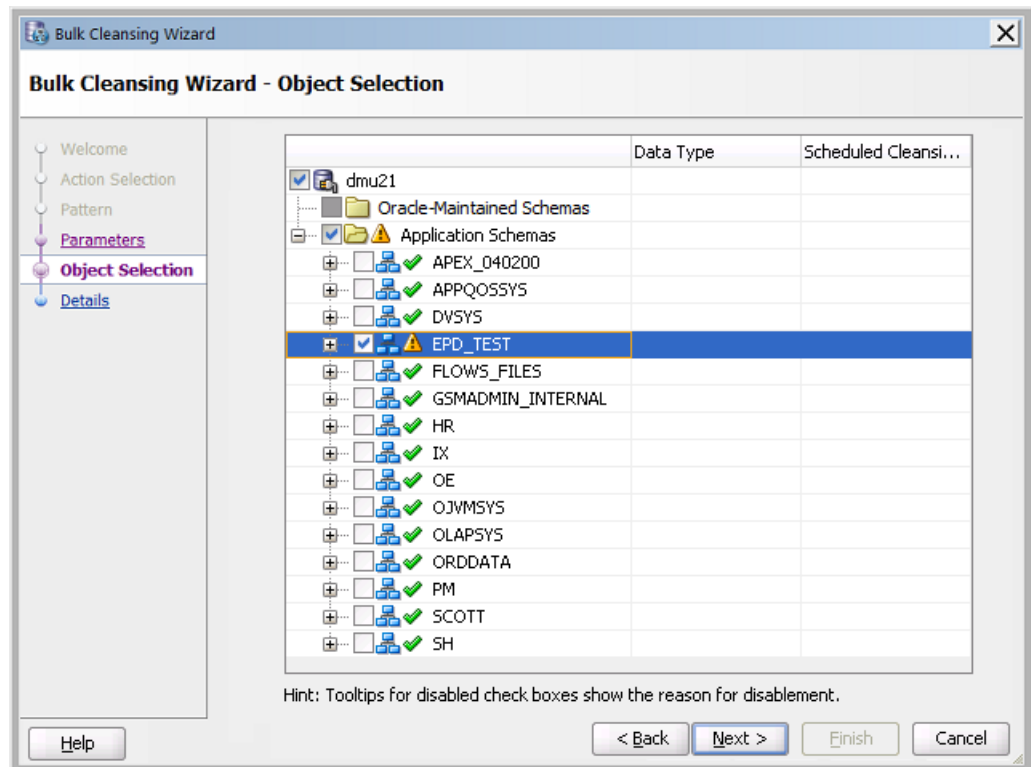 Bulk Cleansing Wizard
Bulk Cleansing Wizard - Object Selection
Welcome
Action Selection
Pattern
Parameters
Object Selection
Details
Data Type Scheduled Cleansi...
dmu21
Oracle-Maintained Schemas
Application Schemas
APEX_040200
APPQOSSYS
DVSYS
EPD_TEST
FLOWS_FILES
GSMADMIN_INTERNAL
HR
IX
OE
OJVMSYS
OLAPSYS
ORDDATA
PM
SCOTT
SH
Hint: Tooltips for disabled check boxes show the reason for disablement.
Help < Back Next > Finish Cancel